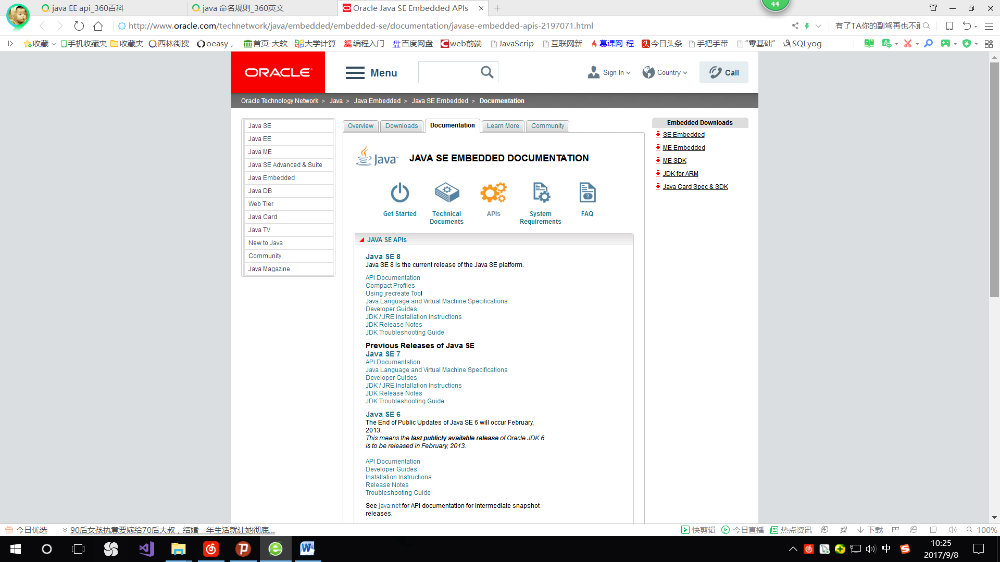 java EE api_360百科
java 命名规则_360英文
Oracle Java SE Embedded APIs
44
http://www.oracle.com/technetwork/java/embedded/embedded-se/documentation/javase-embedded-apis-2197071.html
有了TA你的副驾再也不敢
收藏
手机收藏夹
收藏夹
西林街搜
oeasy ,
首页-大软
大学计算
编程入门
百度网盘
web前端
JavaScrip
互联网新
慕课网-程
今日头条
手把手带
“零基础”
SQLyog
ORACLE
Menu
Sign In
Country
Call
Oracle Technology Network > Java > Java Embedded > Java SE Embedded > Documentation
Java SE
Java EE
Java ME
Java SE Advanced & Suite
Java Embedded
Java DB
Web Tier
Java Card
Java TV
New to Java
Community
Java Magazine
Overview
Downloads
Documentation
Learn More
Community
Java™
JAVA SE EMBEDDED DOCUMENTATION
Get Started
Technical
Documents
APIs
System
Requirements
FAQ
JAVA SE APIs
Java SE 8
Java SE 8 is the current release of the Java SE platform.
API Documentation
Compact Profiles
Using jrecreate Tool
Java Language and Virtual Machine Specifications
Developer Guides
JDK / JRE Installation Instructions
JDK Release Notes
JDK Troubleshooting Guide
Previous Releases of Java SE
Java SE 7
API Documentation
Java Language and Virtual Machine Specifications
Developer Guides
JDK / JRE Installation Instructions
JDK Release Notes
JDK Troubleshooting Guide
Java SE 6
The End of Public Updates of Java SE 6 will occur February,
2013.
This means the last publicly available release of Oracle JDK 6
is to be released in February, 2013.
API Documentation
Developer Guides
Installation Instructions
Release Notes
Troubleshooting Guide
See java.net for API documentation for intermediate snapshot
releases.
Embedded Downloads
SE Embedded
ME Embedded
ME SDK
JDK for ARM
Java Card Spec & SDK
今日优选
90后女孩执意要嫁给70后大叔，结婚一年生活就让她彻底...
快剪辑
今日直播
热点资讯
下载
100%
中
10:25
2017/9/8